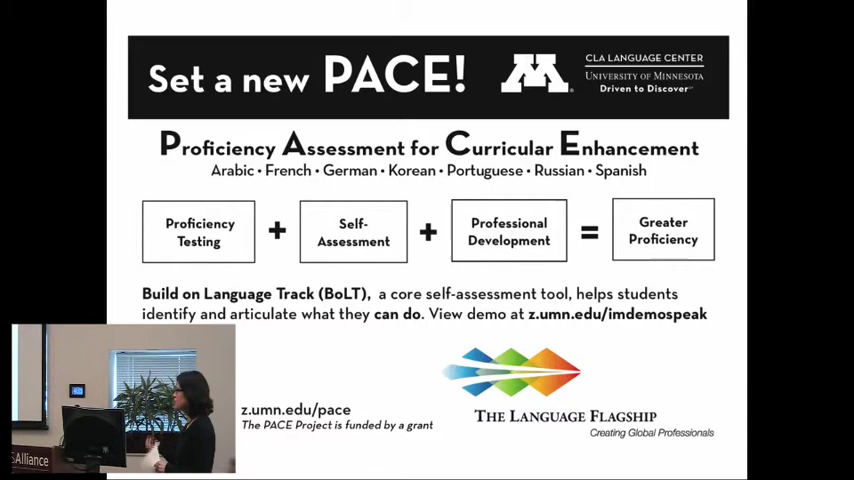 Set a new PACE!
M
CLA LANGUAGE CENTER
UNIVERSITY OF MINNESOTA
Driven to Discover
Proficiency Assessment for Curricular Enhancement
Arabic • French • German • Korean • Portuguese • Russian • Spanish
Proficiency
Testing
+
Self-
Assessment
+
Professional
Development
=
Greater
Proficiency
Build on Language Track (BoLT), a core self-assessment tool, helps students
identify and articulate what they can do. View demo at z.umn.edu/imdemospeak
z.umn.edu/pace
The PACE Project is funded by a grant
THE LANGUAGE FLAGSHIP
Creating Global Professionals
Alliance